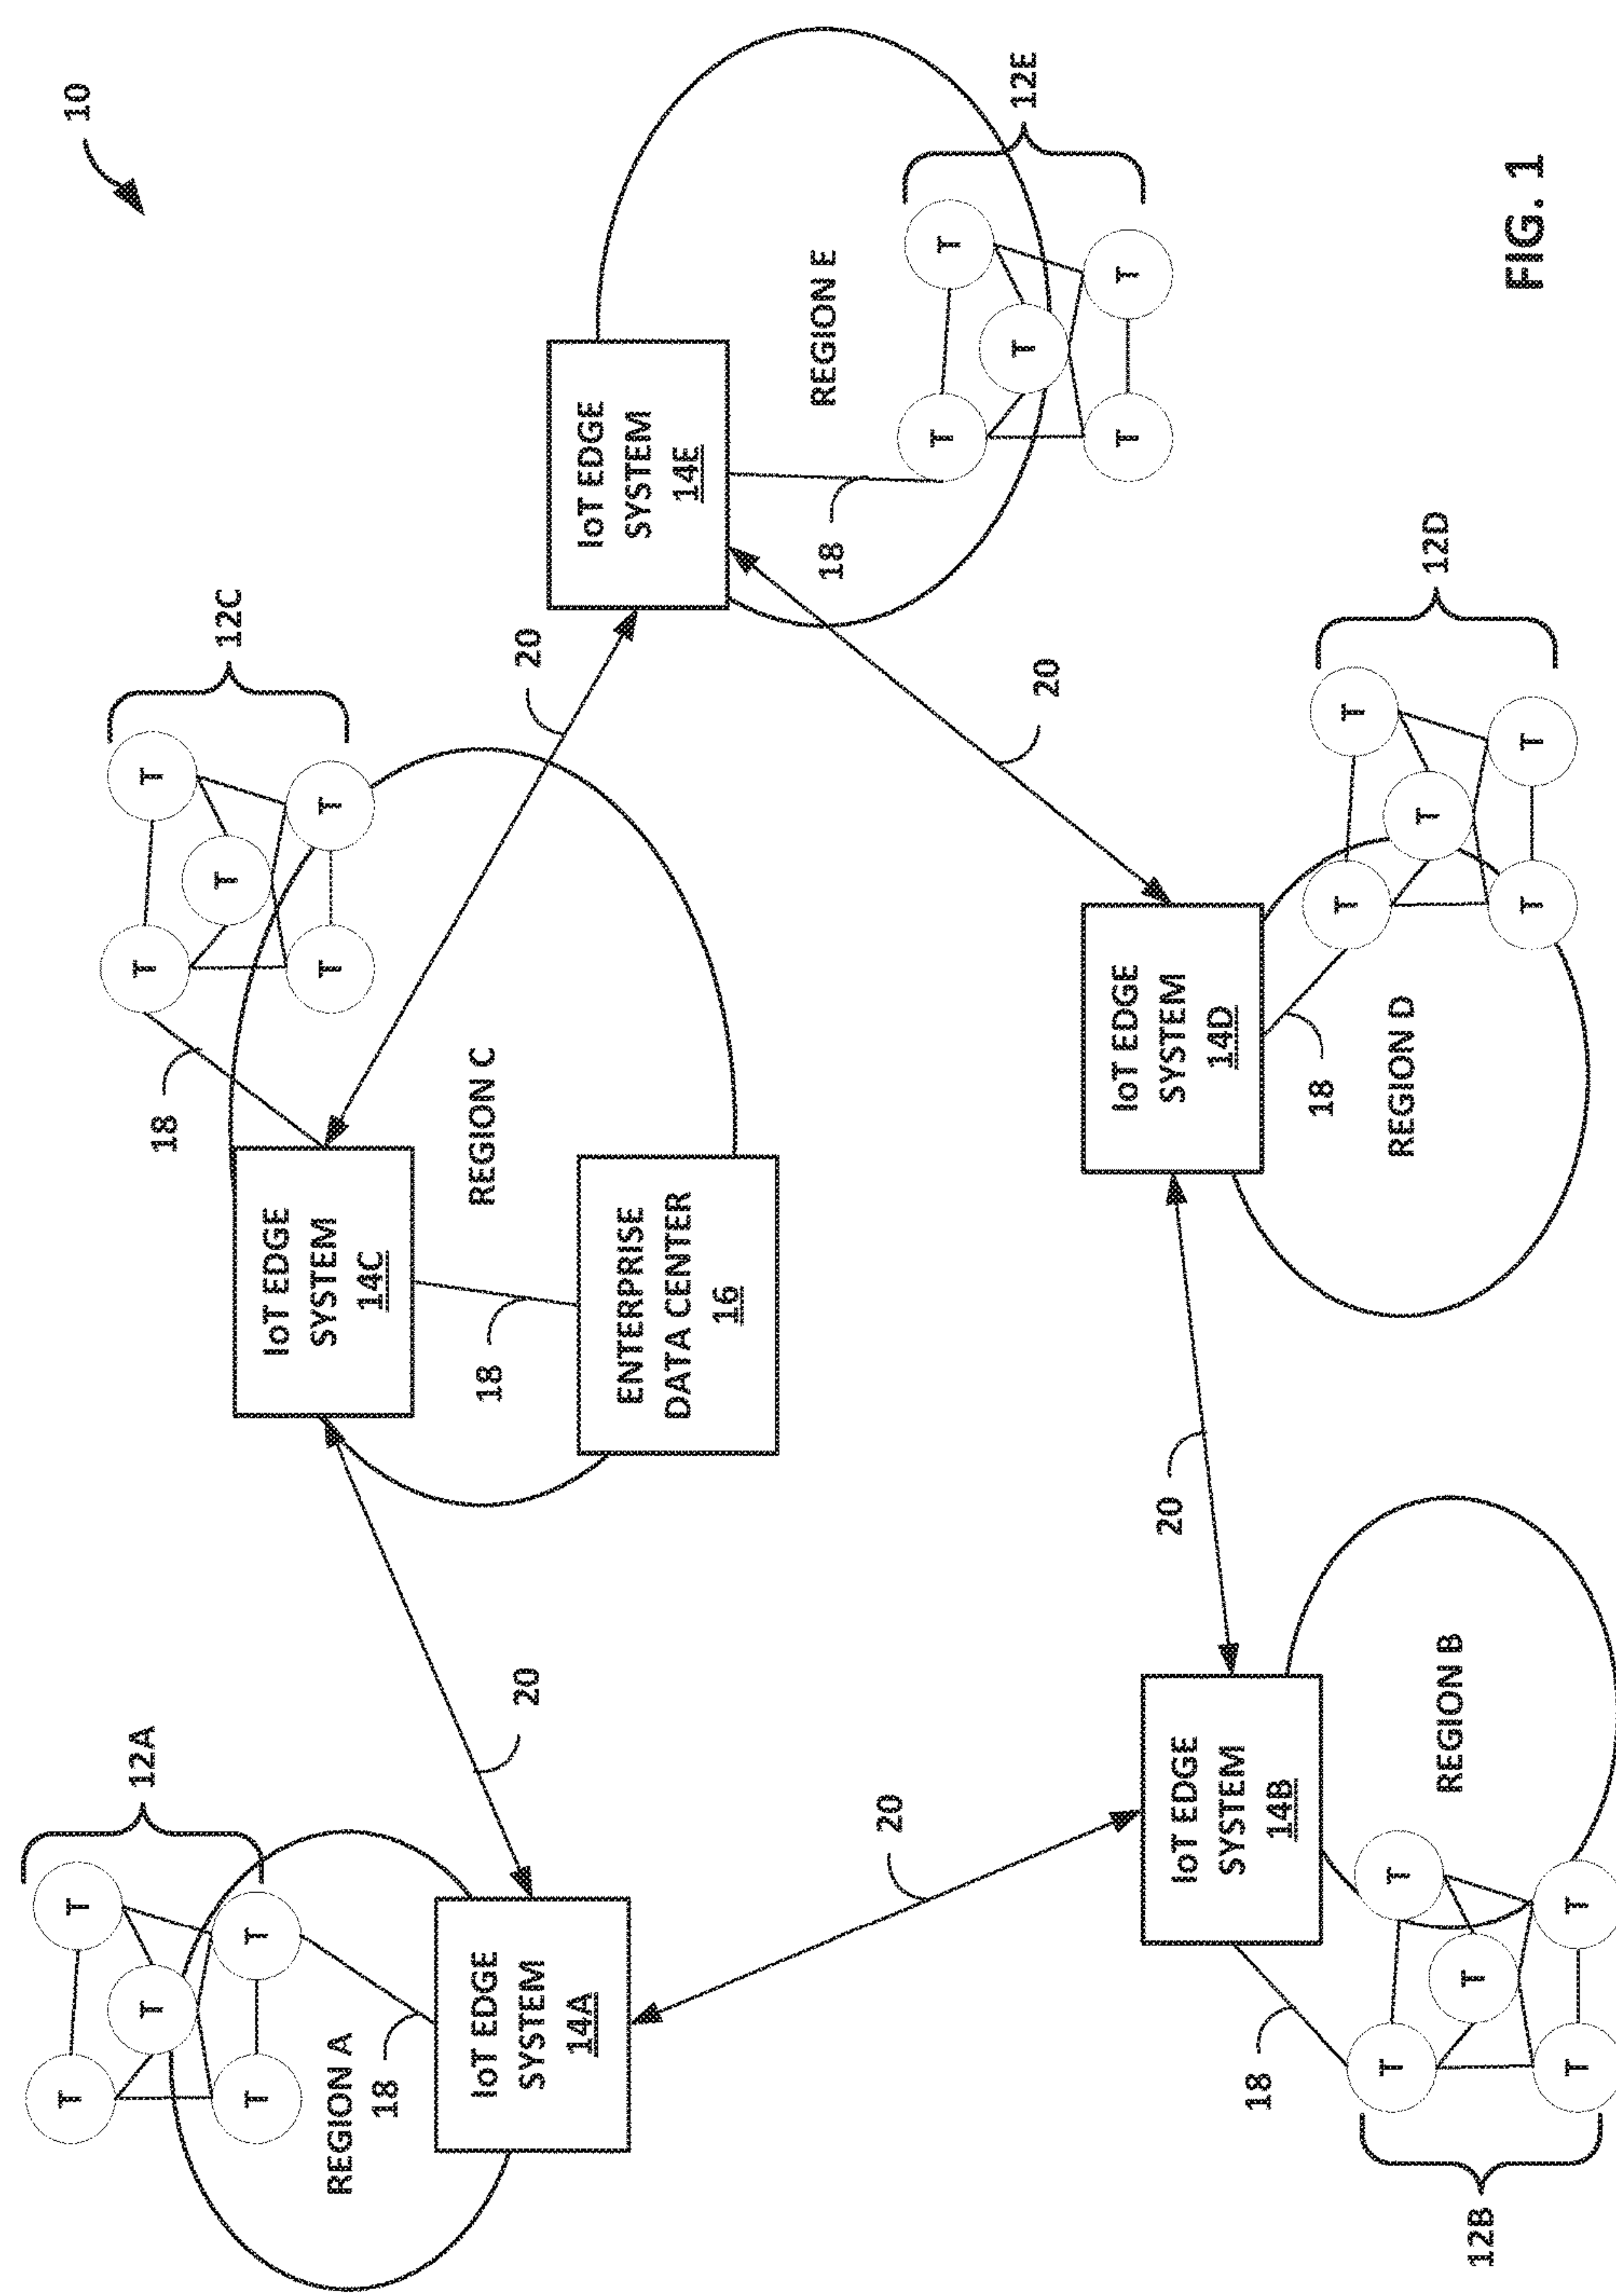 10
T
T
T
T
T
12A
REGION A
18
IoT EDGE
SYSTEM
14A
20
T
T
T
T
T
12C
18
IoT EDGE
SYSTEM
14C
REGION C
18
ENTERPRISE
DATA CENTER
16
20
IoT EDGE
SYSTEM
14E
REGION E
18
T
T
T
T
T
12E
20
20
IoT EDGE
SYSTEM
14B
18
REGION B
T
T
T
T
T
12B
20
IoT EDGE
SYSTEM
14D
18
REGION D
T
T
T
T
T
12D
FIG. 1